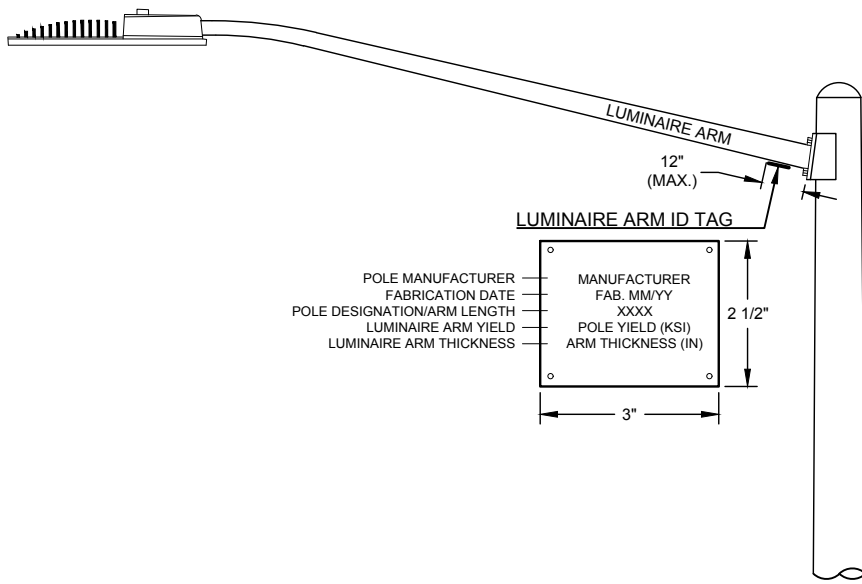 LUMINAIRE ARM
12"
(MAX.)
LUMINAIRE ARM ID TAG
POLE MANUFACTURER
FABRICATION DATE
POLE DESIGNATION/ARM LENGTH
LUMINAIRE ARM YIELD
LUMINAIRE ARM THICKNESS
MANUFACTURER
FAB. MM/YY
XXXX
POLE YIELD (KSI)
ARM THICKNESS (IN)
2 1/2"
3"